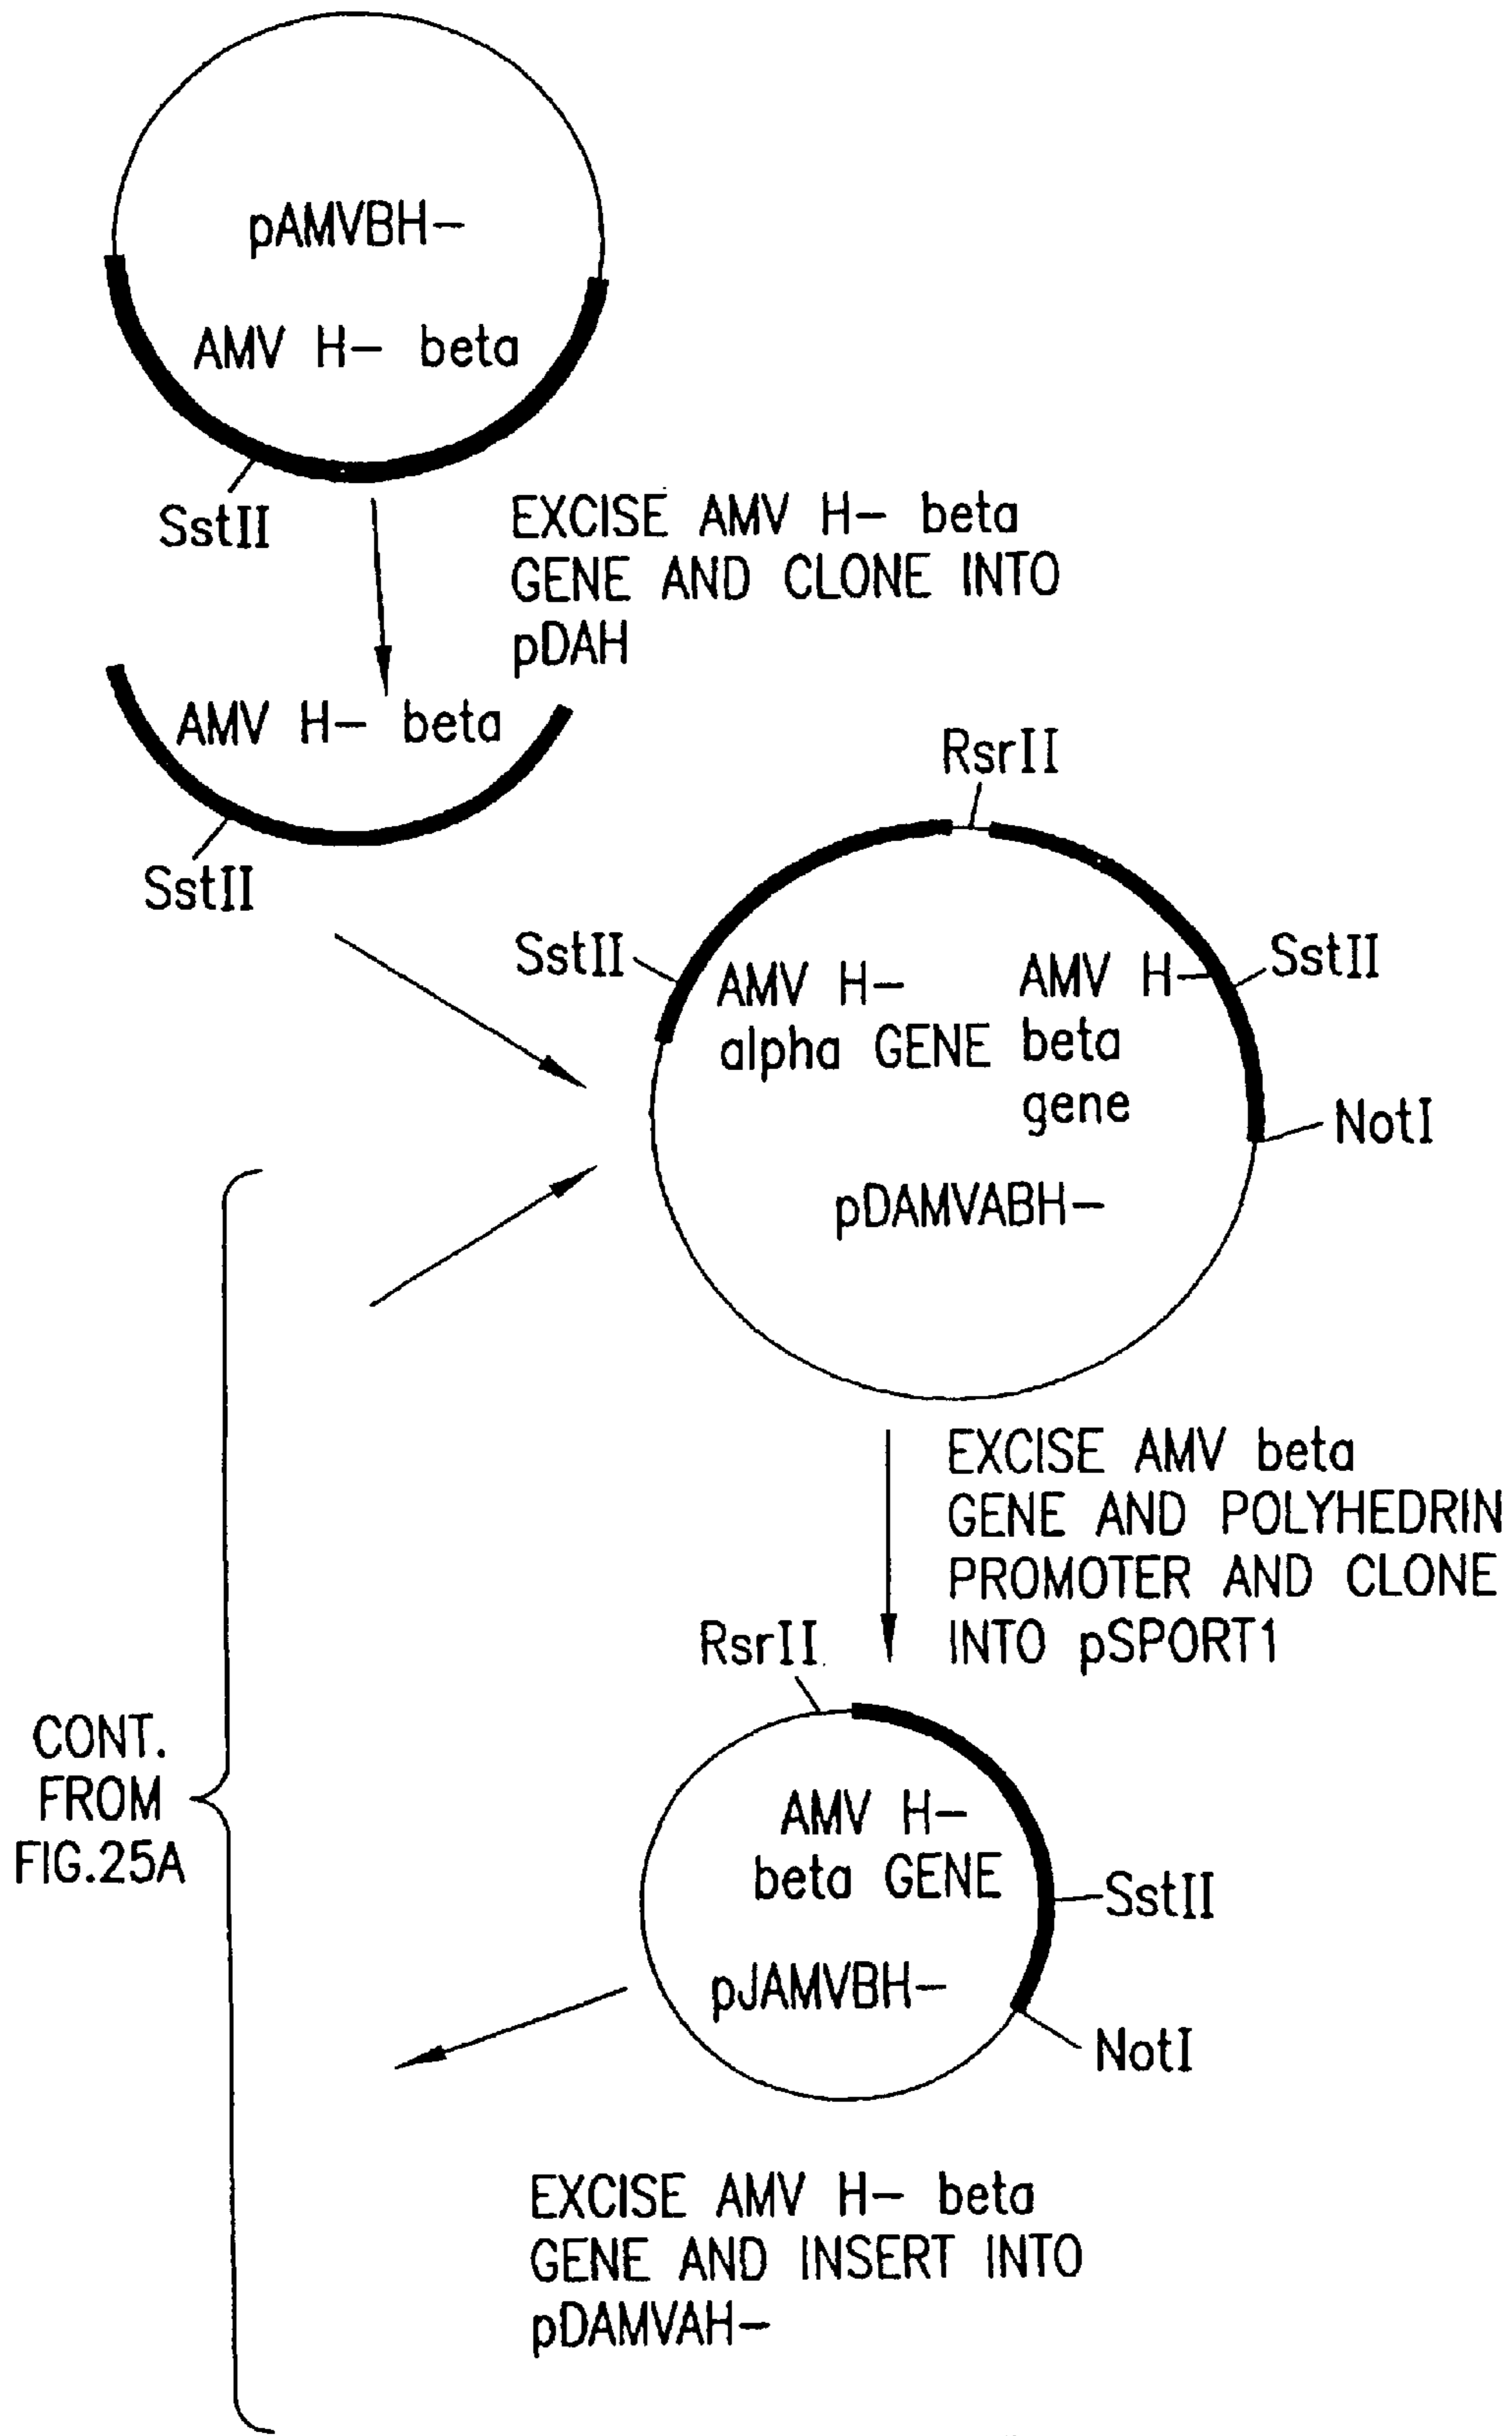 pAMVBH-
AMV H- beta
SstII
EXCISE AMV H- beta
GENE AND CLONE INTO
pDAH
AMV H- beta
SstII
RsrII
SstII
AMV H-
alpha GENE
AMV H-
beta
gene
SstII
NotI
pDAMVABH-
EXCISE AMV beta
GENE AND POLYHEDRIN
PROMOTER AND CLONE
INTO pSPORT1
RsrII
AMV H-
beta GENE
SstII
pJAMVBH-
NotI
CONT.
FROM
FIG.25A
EXCISE AMV H- beta
GENE AND INSERT INTO
pDAMVAH-